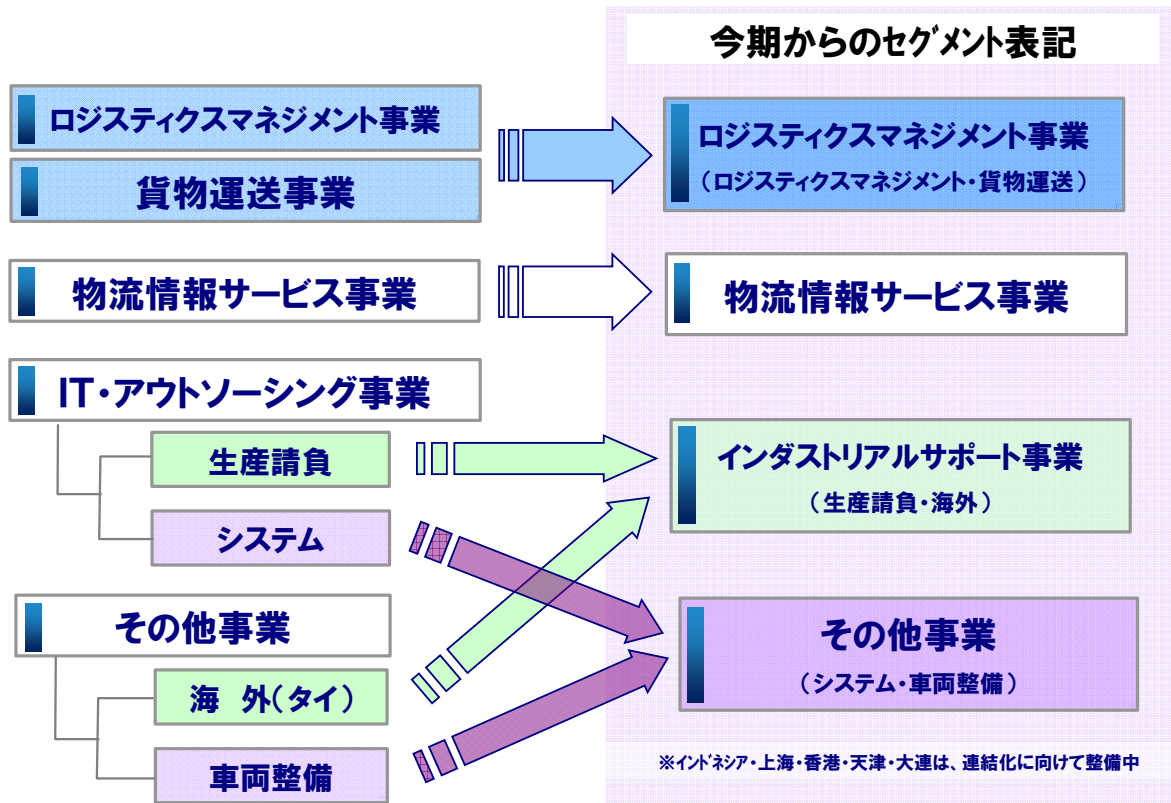 今期からのセグメント表記
ロジスティクスマネジメント事業
貨物運送事業
物流情報サービス事業
IT・アウトソーシング事業
生産請負
システム
その他事業
海　外(タイ)
車両整備
ロジスティクスマネジメント事業
(ロジスティクスマネジメント・貨物運送)
物流情報サービス事業
インダストリアルサポート事業
(生産請負・海外)
その他事業
(システム・車両整備)
※インドネシア・上海・香港・天津・大連は、連結化に向けて整備中